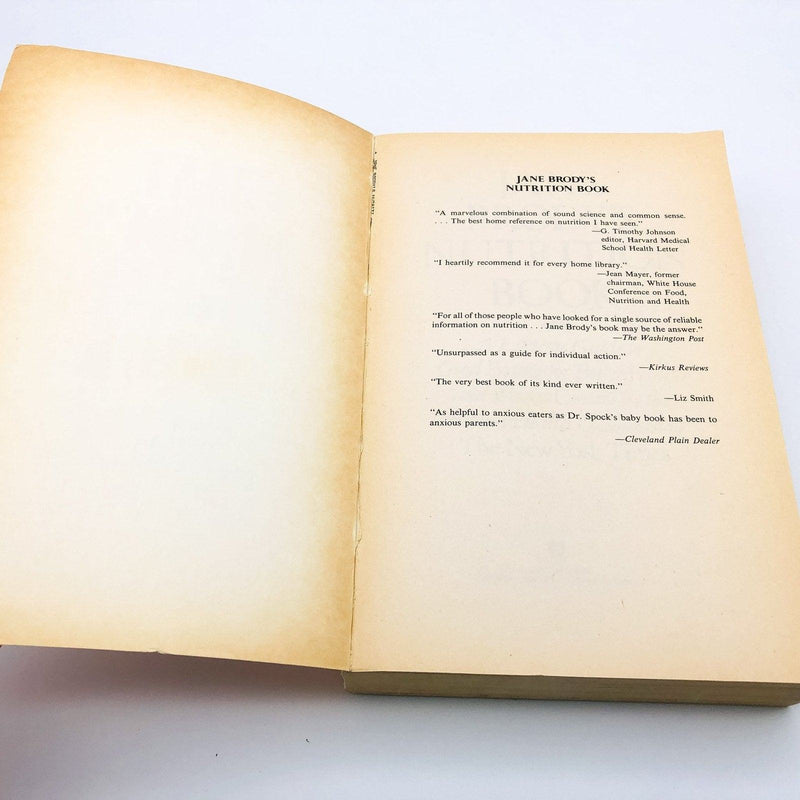 JANE BRODY'S
NUTRITION BOOK
"A marvelous combination of sound science and common sense.
. . . The best home reference on nutrition I have seen."
—G. Timothy Johnson
editor, Harvard Medical
School Health Letter
"I heartily recommend it for every home library."
—Jean Mayer, former
chairman, White House
Conference on Food,
Nutrition and Health
"For all of those people who have looked for a single source of reliable
information on nutrition . . . Jane Brody's book may be the answer."
—The Washington Post
"Unsurpassed as a guide for individual action."
—Kirkus Reviews
"The very best book of its kind ever written."
—Liz Smith
"As helpful to anxious eaters as Dr. Spock's baby book has been to
anxious parents."
—Cleveland Plain Dealer